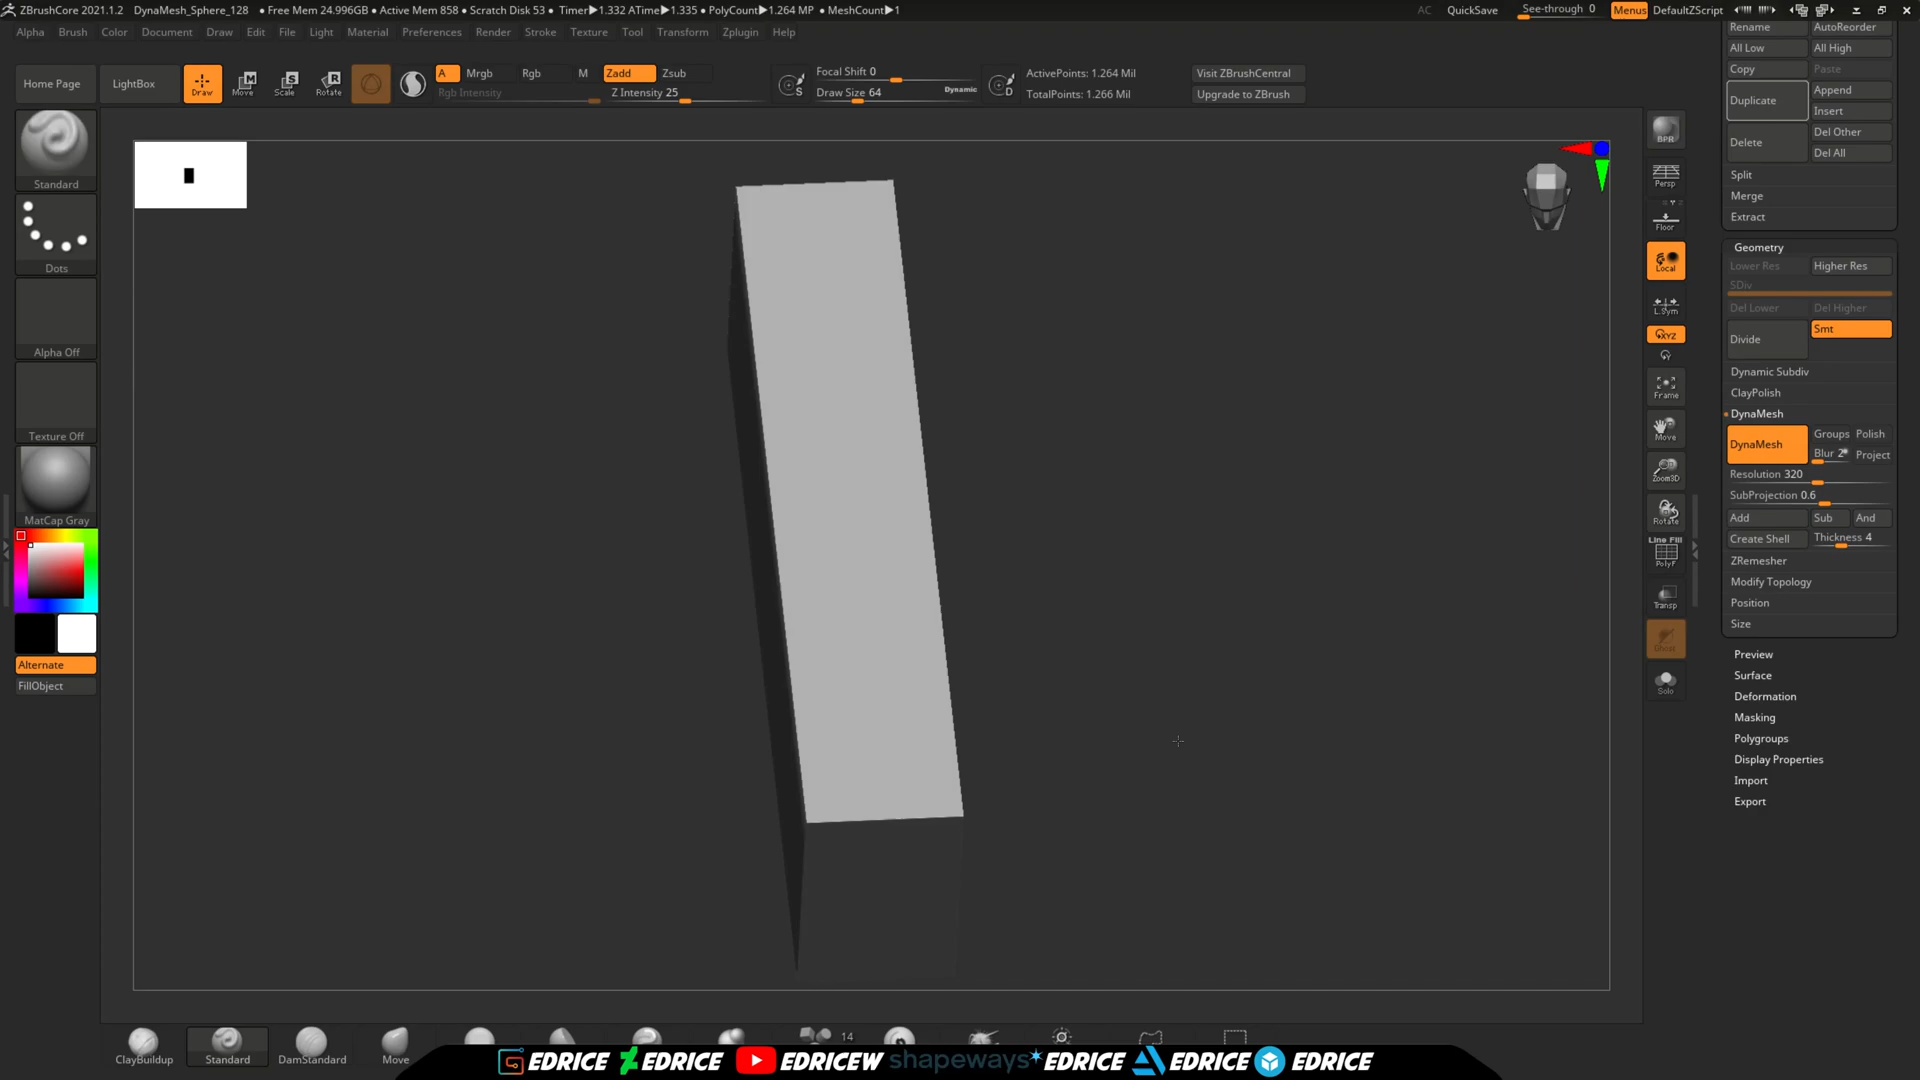 ZBrushCore 2021.1.2 DynaMesh_Sphere_128 • Free Mem 24.996GB • Active Mem 858 • Scratch Disk 53 • Timer▶1.332 ATime▶1.335 • PolyCount▶1.264 MP • MeshCount▶1 AC QuickSave See-through 0 Menus DefaultZScript
Alpha Brush Color Document Draw Edit File Light Material Preferences Render Stroke Texture Tool Transform Zplugin Help
Home Page LightBox Draw Move Scale Rotate
A Mrgb Rgb M Zadd Zsub
Rgb Intensity Z Intensity 25
Focal Shift 0
Draw Size 64 Dynamic
ActivePoints: 1.264 Mil
TotalPoints: 1.266 Mil
Visit ZBrushCentral
Upgrade to ZBrush
Standard
Dots
Alpha Off
Texture Off
MatCap Gray
Alternate
FillObject
BPR
Persp
Floor
Local
L.Sym
XYZ
Y
Frame
Move
Zoom3D
Rotate
Line Fill
PolyF
Transp
Ghost
Solo
Rename AutoReorder
All Low All High
Copy Paste
Duplicate Append
Insert
Delete Del Other
Del All
Split
Merge
Extract
Geometry
Lower Res Higher Res
SDiv
Del Lower Del Higher
Divide Smt
Dynamic Subdiv
ClayPolish
DynaMesh
DynaMesh Groups Polish
Blur 2 Project
Resolution 320
SubProjection 0.6
Add Sub And
Create Shell Thickness 4
ZRemesher
Modify Topology
Position
Size
Preview
Surface
Deformation
Masking
Polygroups
Display Properties
Import
Export
ClayBuildup Standard DamStandard Move 14
EDRICE EDRICE EDRICEW shapeways EDRICE EDRICE EDRICE